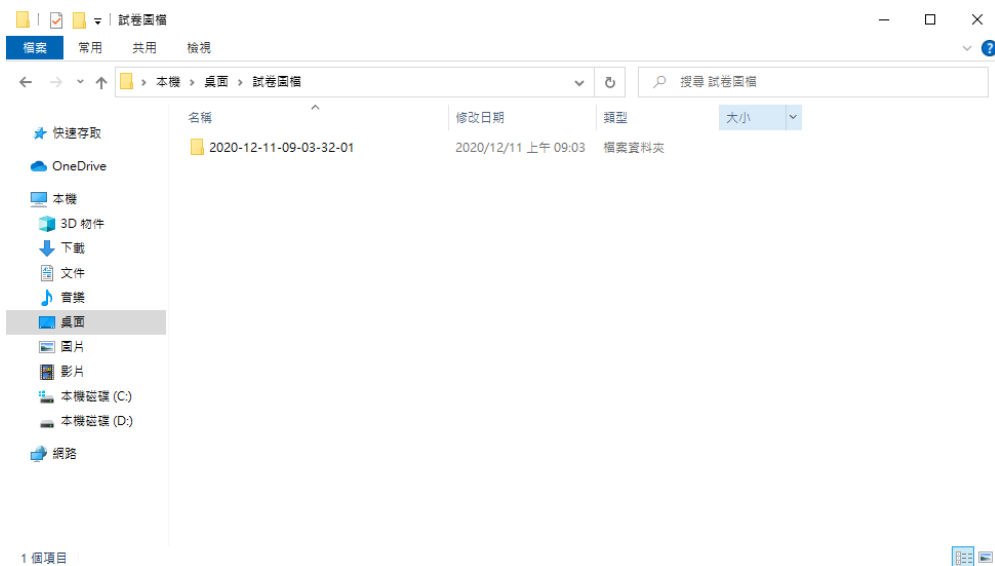 試卷圖檔
檔案 常用 共用 檢視
本機 › 桌面 › 試卷圖檔
搜尋 試卷圖檔
名稱 修改日期 類型 大小
2020-12-11-09-03-32-01 2020/12/11 上午 09:03 檔案資料夾
快速存取
OneDrive
本機
3D 物件
下載
文件
音樂
桌面
圖片
影片
本機磁碟 (C:)
本機磁碟 (D:)
網路
1 個項目